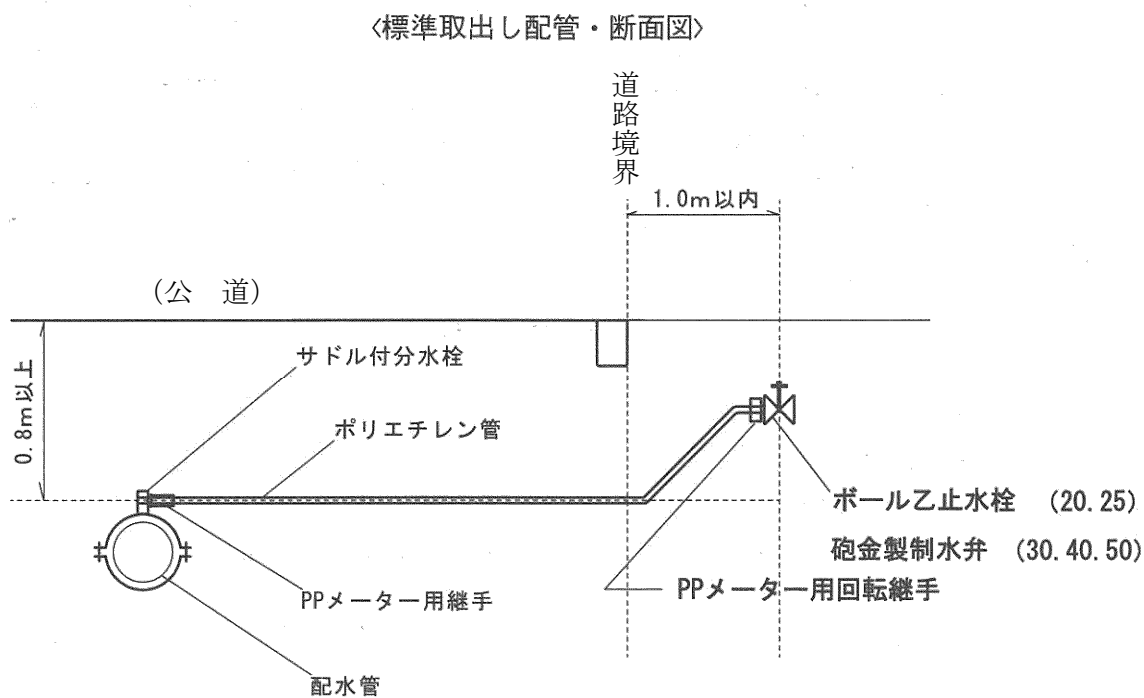 〈標準取出し配管・断面図〉
道路境界
1.0m以内
(公　道)
0.8m以上
サドル付分水栓
ポリエチレン管
ボール乙止水栓　(20.25)
砲金製制水弁　(30.40.50)
PPメーター用回転継手
PPメーター用継手
配水管